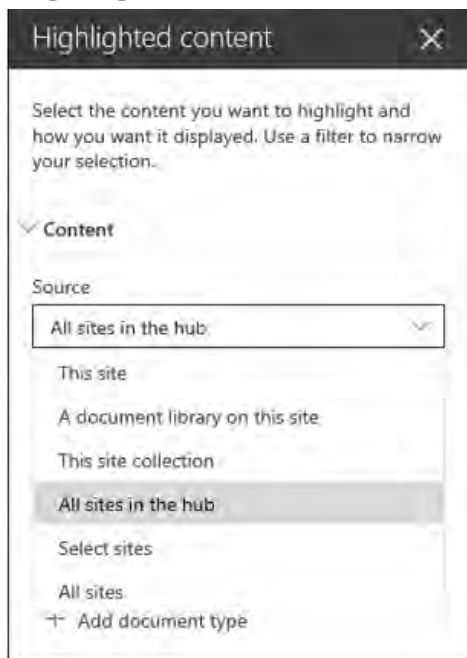 Highlighted content
Select the content you want to highlight and
how you want it displayed. Use a filter to narrow
your selection.
Content
Source
All sites in the hub
This site
A document library on this site
This site collection
All sites in the hub
Select sites
All sites
+ Add document type